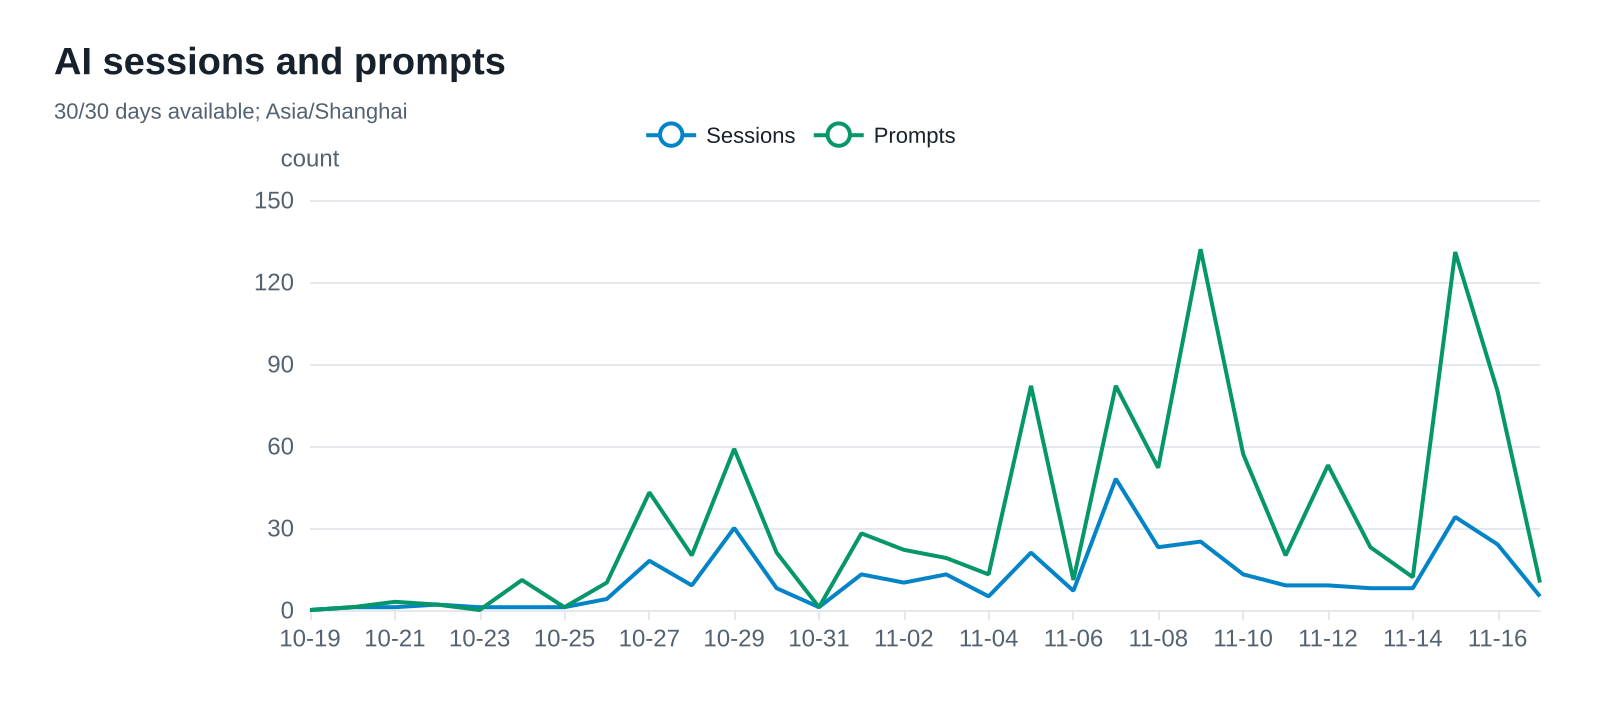 AI sessions and prompts
30/30 days available; Asia/Shanghai
Sessions Prompts
count
150
120
90
60
30
0
10-19 10-21 10-23 10-25 10-27 10-29 10-31 11-02 11-04 11-06 11-08 11-10 11-12 11-14 11-16